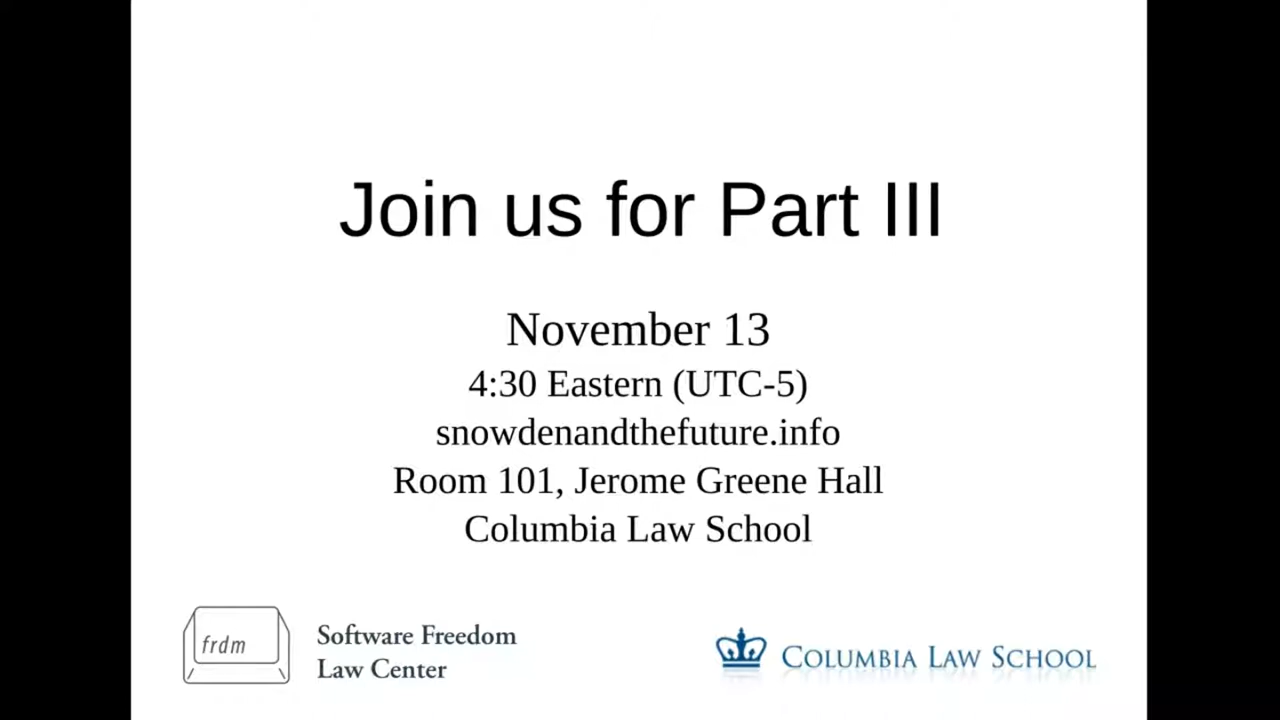 Join us for Part III
November 13
4:30 Eastern (UTC-5)
snowdenandthefuture.info
Room 101, Jerome Greene Hall
Columbia Law School
frdm
Software Freedom
Law Center
COLUMBIA LAW SCHOOL